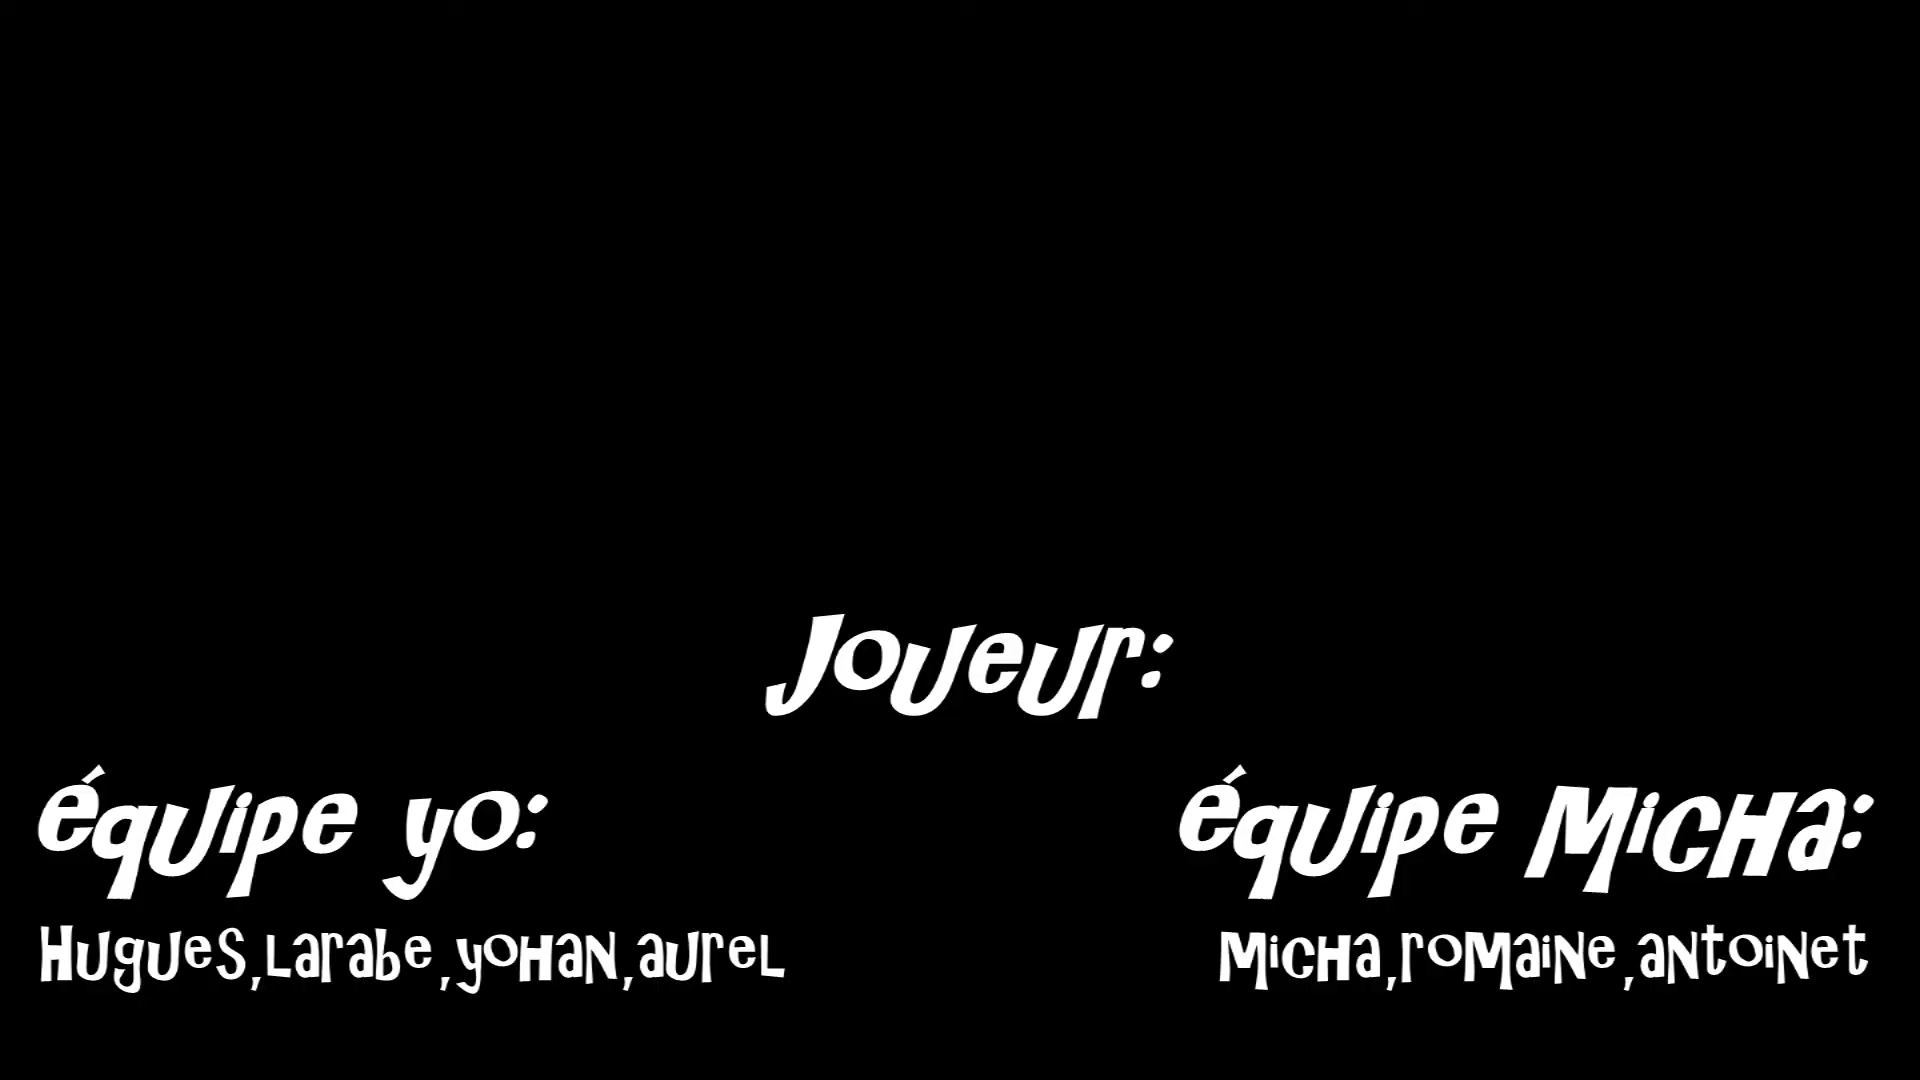 Joueur:
équipe yo:
équipe Micha:
Hugues,Larabe,yohan,aurel
Micha,romaine,antoinet